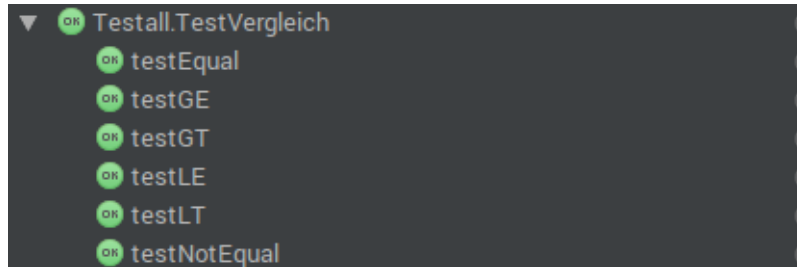 OK Testall.TestVergleich
OK testEqual
OK testGE
OK testGT
OK testLE
OK testLT
OK testNotEqual